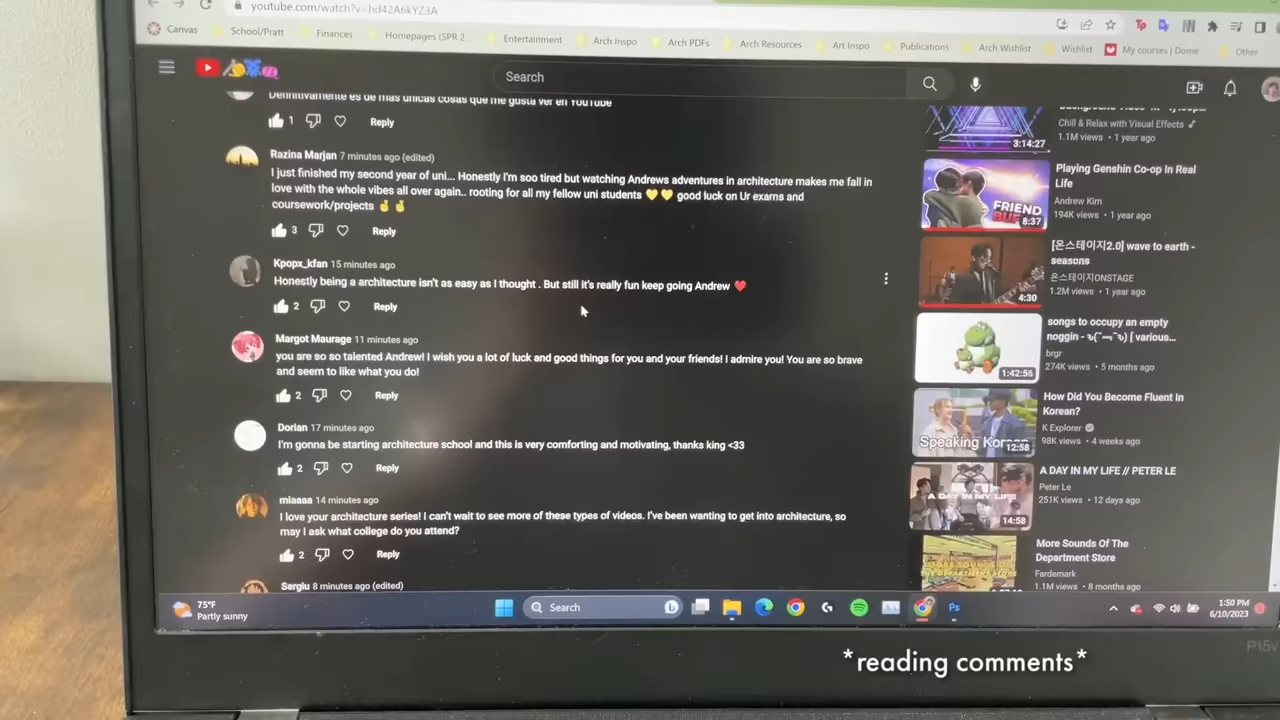 youtube.com/watch?v=hd42A6kYZ3A
Canvas
School/Pratt
Finances
Homepages (SPR 2
Entertainment
Arch Inspo
Arch PDFs
Arch Resources
Art Inspo
Publications
Arch Wishlist
Wishlist
My courses | Dome
Other
Search
Definitivamente es de mas unicas cosas que me gusta ver en YouTube
1
Reply
Razina Marjan 7 minutes ago (edited)
I just finished my second year of uni... Honestly I'm soo tired but watching Andrews adventures in architecture makes me fall in
love with the whole vibes all over again.. rooting for all my fellow uni students 💛💛 good luck on Ur exams and
coursework/projects 🤞🤞
3
Reply
Kpopx_kfan 15 minutes ago
Honestly being a architecture isn't as easy as I thought . But still it's really fun keep going Andrew ❤️
2
Reply
Margot Maurage 11 minutes ago
you are so so talented Andrew! I wish you a lot of luck and good things for you and your friends! I admire you! You are so brave
and seem to like what you do!
2
Reply
Dorian 17 minutes ago
I'm gonna be starting architecture school and this is very comforting and motivating, thanks king <33
2
Reply
miaaaa 14 minutes ago
I love your architecture series! I can't wait to see more of these types of videos. I've been wanting to get into architecture, so
may I ask what college do you attend?
2
Reply
Sergiu 8 minutes ago (edited)
Chill & Relax with Visual Effects
1.1M views • 1 year ago
3:14:27
Playing Genshin Co-op In Real
Life
Andrew Kim
194K views • 1 year ago
FRIEND
BUF
8:37
[온스테이지2.0] wave to earth -
seasons
온스테이지ONSTAGE
1.2M views • 1 year ago
4:30
songs to occupy an empty
[ various...
brgr
274K views • 5 months ago
1:42:56
How Did You Become Fluent In
Korean?
K Explorer
98K views • 4 weeks ago
Speaking Korean
12:58
A DAY IN MY LIFE // PETER LE
Peter Le
251K views • 12 days ago
A DAY IN MY LIFE
14:58
More Sounds Of The
Department Store
Fardemark
1.1M views • 8 months ago
MORE SOUNDS OF
THE DEPARTMENT STORE
75°F
Partly sunny
Search
Ps
1:50 PM
6/10/2023
P15V
*reading comments*